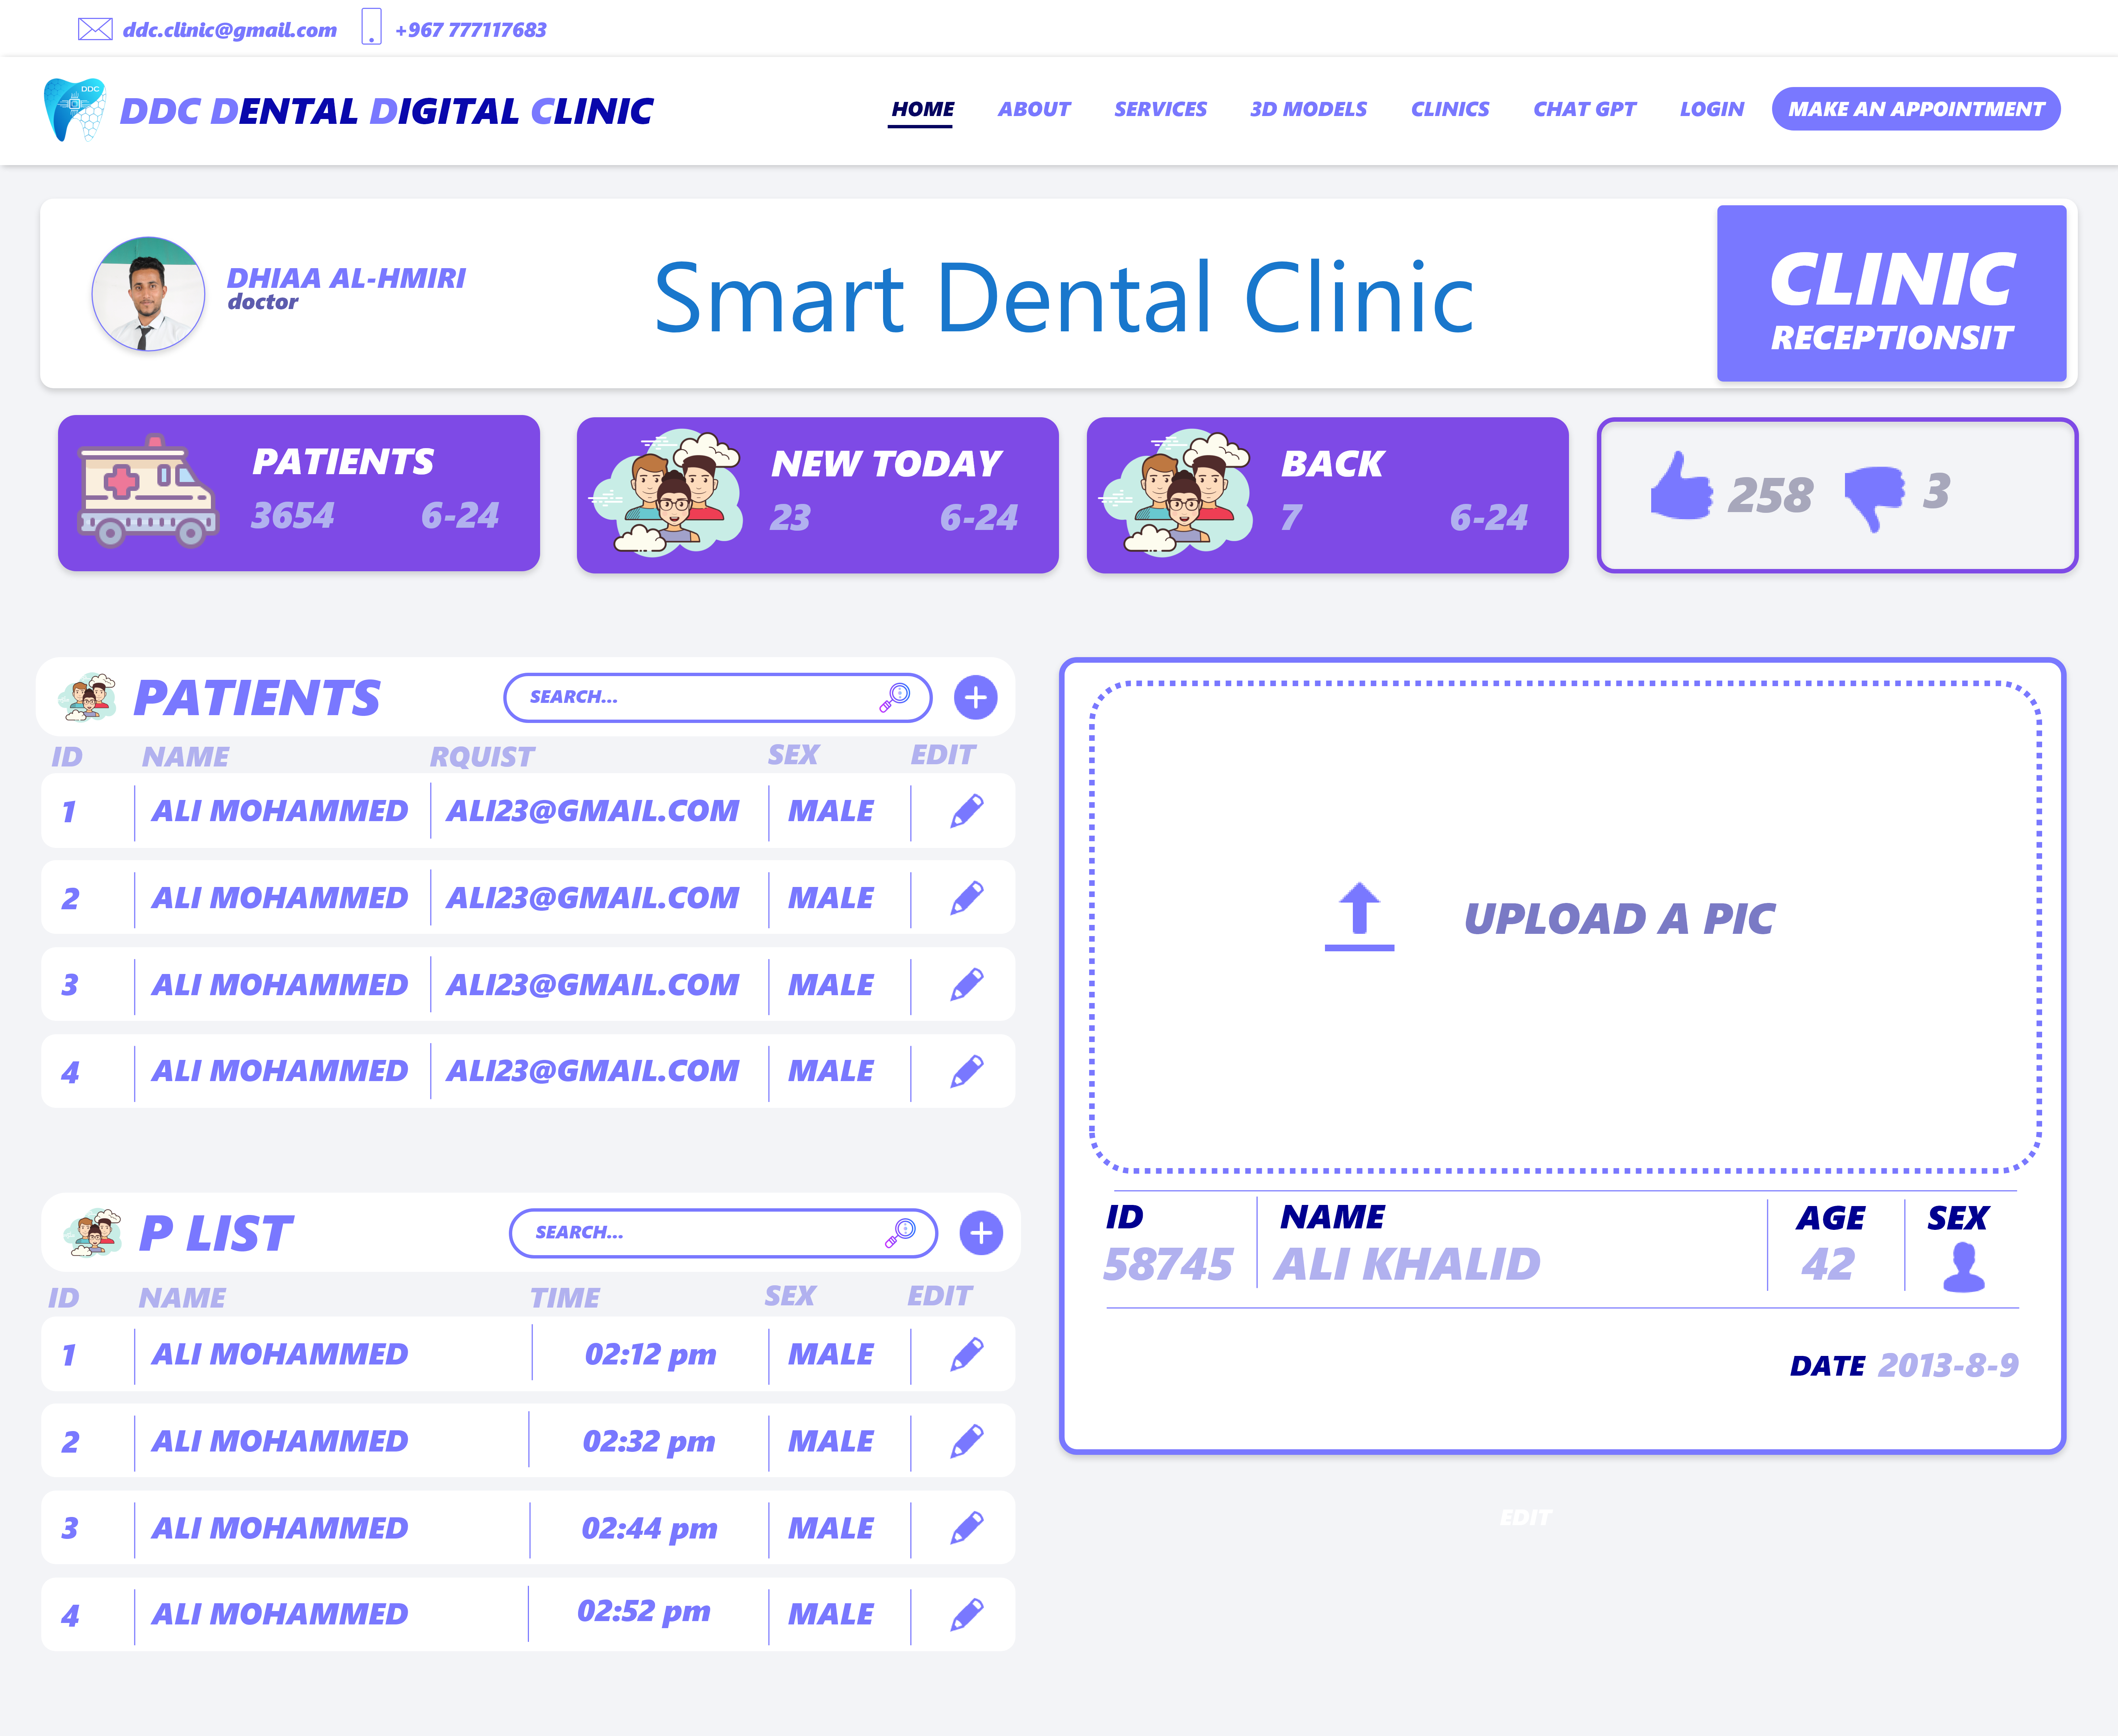 ddc.clinic@gmail.com +967 777117683
DDC
DDC DENTAL DIGITAL CLINIC
HOME ABOUT SERVICES 3D MODELS CLINICS CHAT GPT LOGIN MAKE AN APPOINTMENT
DHIAA AL-HMIRI
doctor
Smart Dental Clinic
CLINIC
RECEPTIONSIT
PATIENTS
3654 6-24
NEW TODAY
23 6-24
BACK
7 6-24
258 3
PATIENTS SEARCH...
ID NAME RQUIST SEX EDIT
1 ALI MOHAMMED ALI23@GMAIL.COM MALE
2 ALI MOHAMMED ALI23@GMAIL.COM MALE
3 ALI MOHAMMED ALI23@GMAIL.COM MALE
4 ALI MOHAMMED ALI23@GMAIL.COM MALE
P LIST SEARCH...
ID NAME TIME SEX EDIT
1 ALI MOHAMMED 02:12 pm MALE
2 ALI MOHAMMED 02:32 pm MALE
3 ALI MOHAMMED 02:44 pm MALE
4 ALI MOHAMMED 02:52 pm MALE
UPLOAD A PIC
ID NAME AGE SEX
58745 ALI KHALID 42
DATE 2013-8-9
EDIT